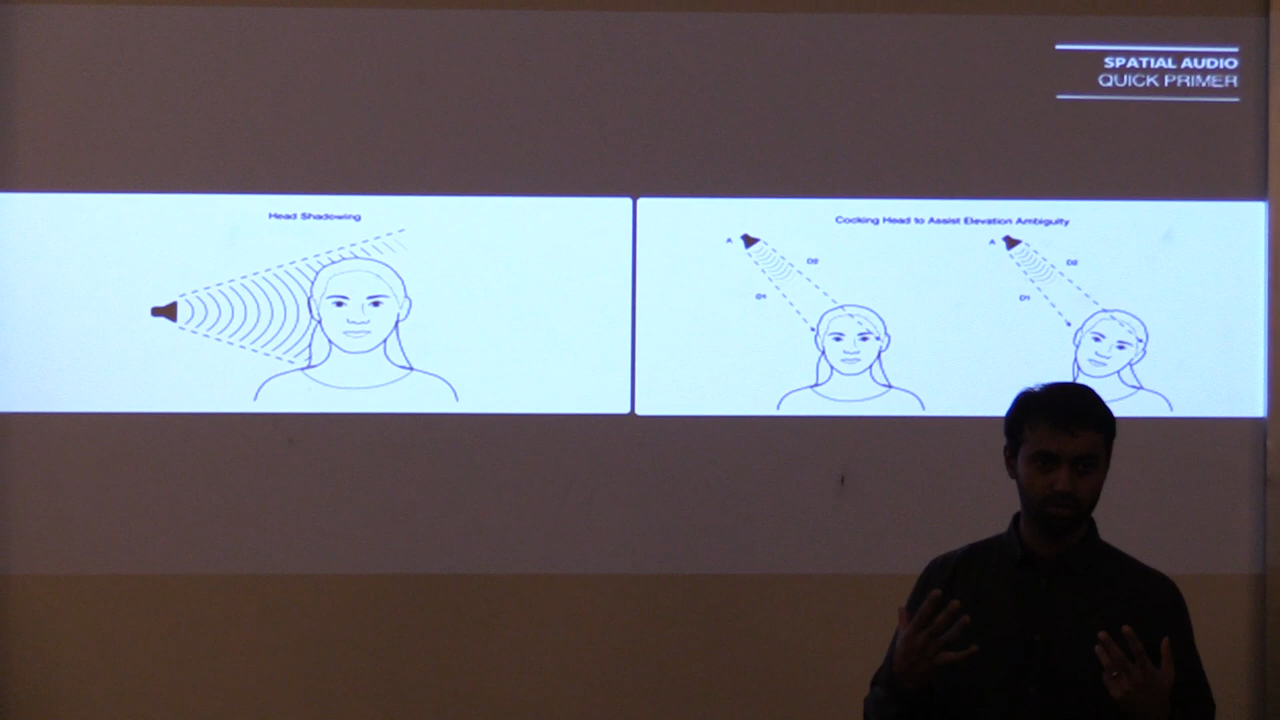 SPATIAL AUDIO
QUICK PRIMER
Head Shadowing
Cocking Head to Assist Elevation Ambiguity
A
D2
D1
A
D2
D1